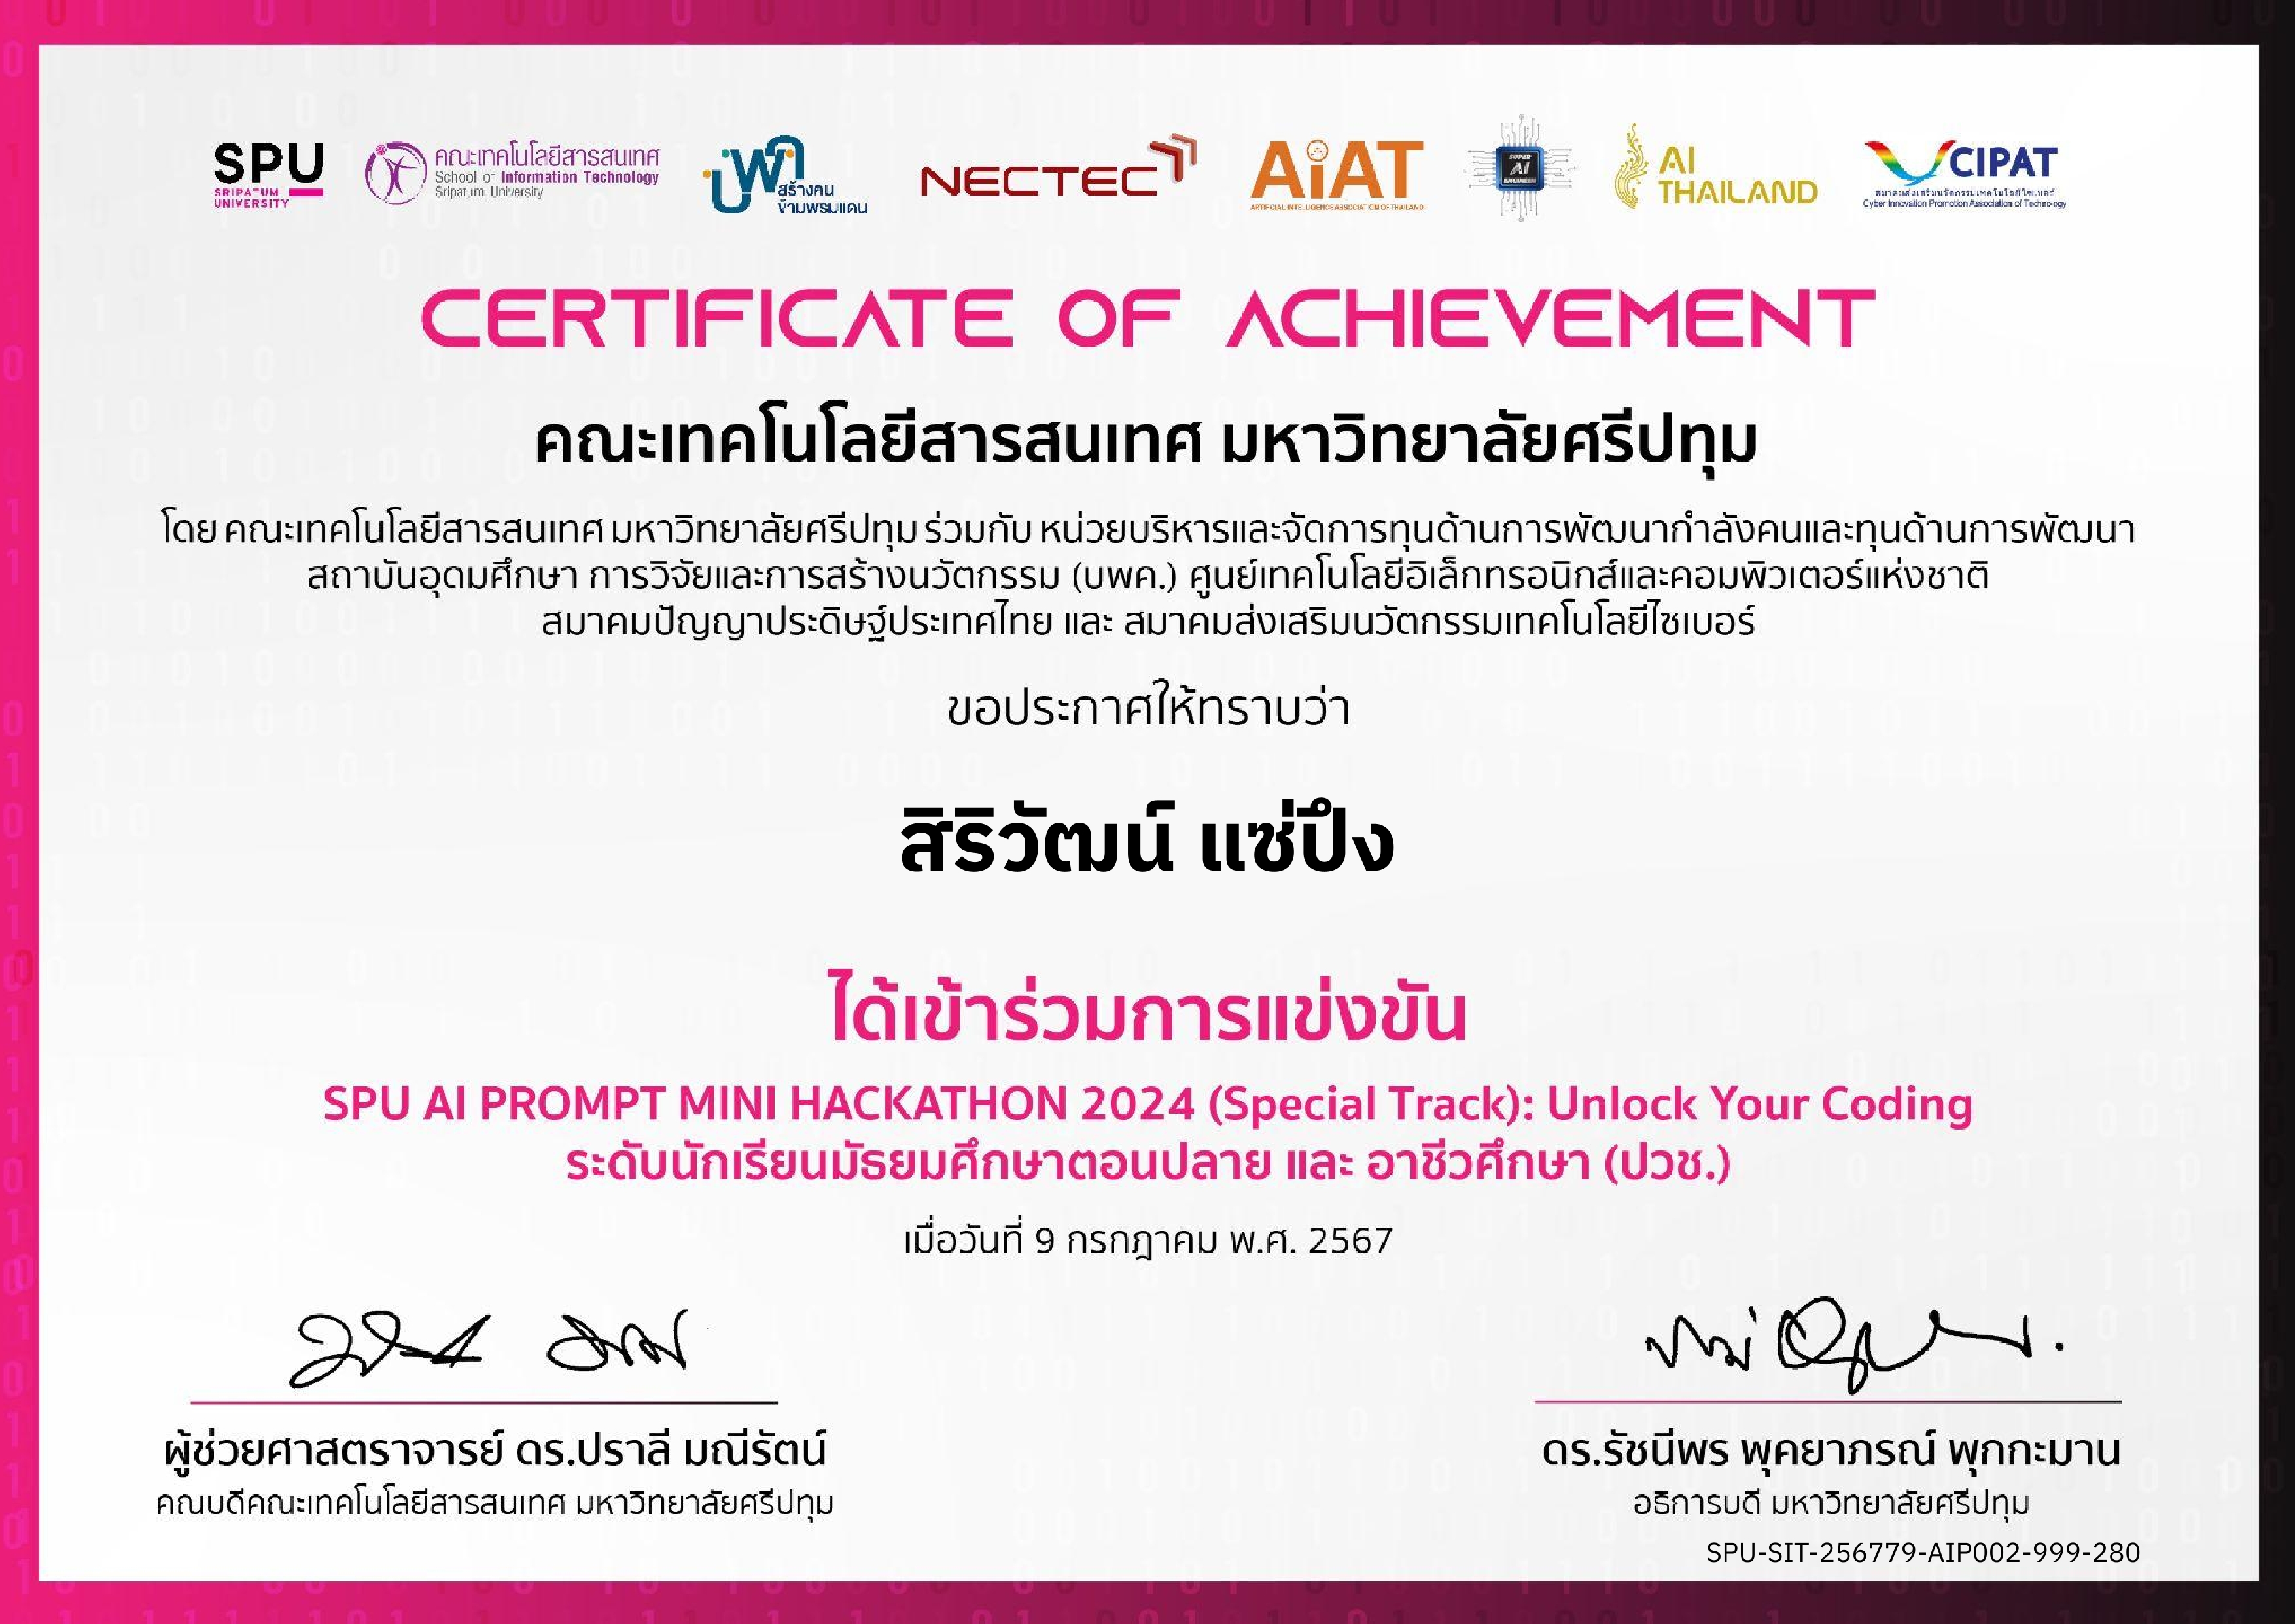 SPU
SRIPATUM
UNIVERSITY
คณะเทคโนโลยีสารสนเทศ
School of Information Technology
Sripatum University
บพค
สร้างคน
ข้ามพรมแดน
NECTEC
AiAT
ARTIFICIAL INTELLIGENCE ASSOCIATION OF THAILAND
SUPER
AI
ENGINEER
AI
THAILAND
CIPAT
สมาคมส่งเสริมนวัตกรรมเทคโนโลยีไซเบอร์
Cyber Innovation Promotion Association of Technology
CERTIFICATE OF ACHIEVEMENT
คณะเทคโนโลยีสารสนเทศ มหาวิทยาลัยศรีปทุม
โดย คณะเทคโนโลยีสารสนเทศ มหาวิทยาลัยศรีปทุม ร่วมกับ หน่วยบริหารและจัดการทุนด้านการพัฒนากำลังคนและทุนด้านการพัฒนา
สถาบันอุดมศึกษา การวิจัยและการสร้างนวัตกรรม (บพค.) ศูนย์เทคโนโลยีอิเล็กทรอนิกส์และคอมพิวเตอร์แห่งชาติ
สมาคมปัญญาประดิษฐ์ประเทศไทย และ สมาคมส่งเสริมนวัตกรรมเทคโนโลยีไซเบอร์
ขอประกาศให้ทราบว่า
สิริวัฒน์ แซ่ปึง
ได้เข้าร่วมการแข่งขัน
SPU AI PROMPT MINI HACKATHON 2024 (Special Track): Unlock Your Coding
ระดับนักเรียนมัธยมศึกษาตอนปลาย และ อาชีวศึกษา (ปวช.)
เมื่อวันที่ 9 กรกฎาคม พ.ศ. 2567
ผู้ช่วยศาสตราจารย์ ดร.ปราลี มณีรัตน์
คณบดีคณะเทคโนโลยีสารสนเทศ มหาวิทยาลัยศรีปทุม
ดร.รัชนีพร พุคยาภรณ์ พุกกะมาน
อธิการบดี มหาวิทยาลัยศรีปทุม
SPU-SIT-256779-AIP002-999-280